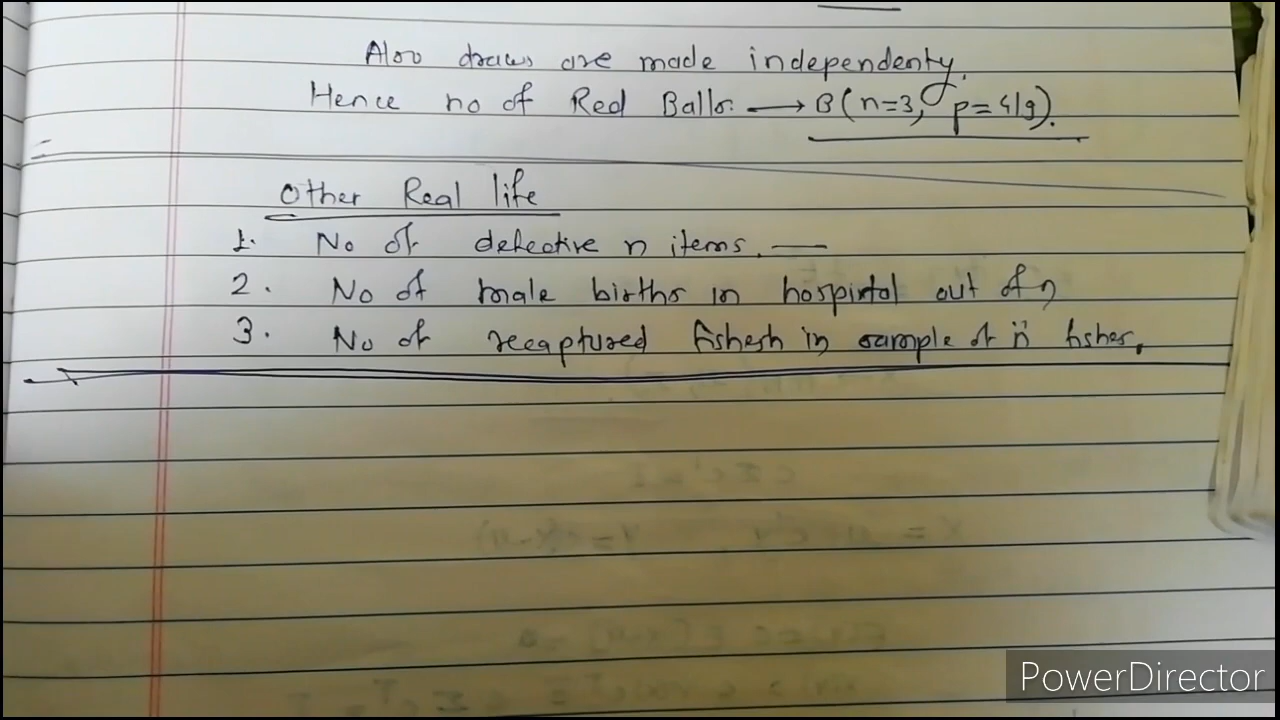 Also draws are made independenty.
Hence no of Red Balls. → B(n=3, p=4/9).
Other Real life
1. No of defective n items. —
2. No of male births in hospintal out of n
3. No of recaptured fishesh in sample of n fishes.
PowerDirector